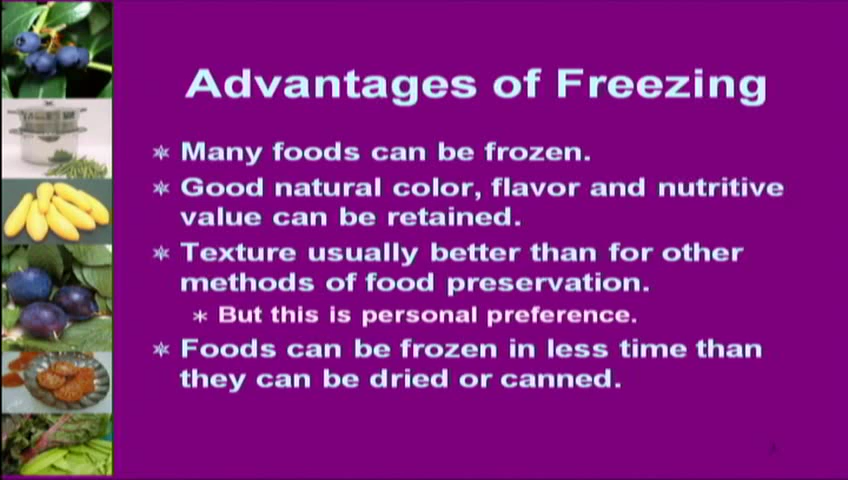 Advantages of Freezing
Many foods can be frozen.
Good natural color, flavor and nutritive
value can be retained.
Texture usually better than for other
methods of food preservation.
But this is personal preference.
Foods can be frozen in less time than
they can be dried or canned.